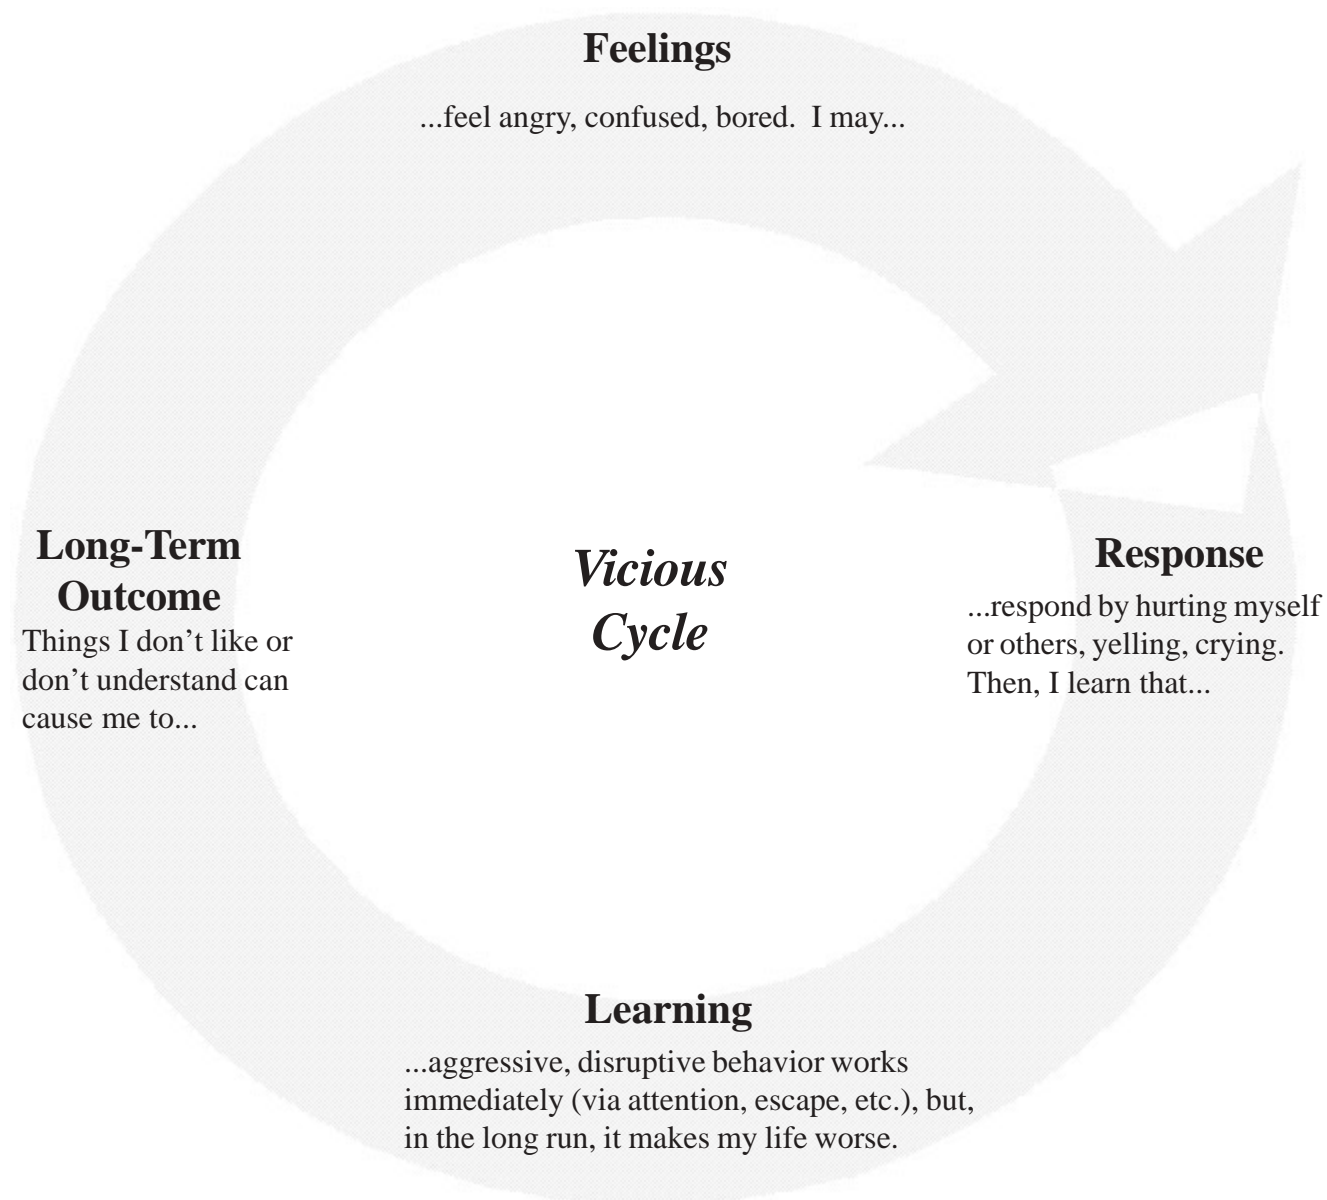 Feelings
...feel angry, confused, bored.  I may...
Long-Term
Outcome
Things I don’t like or
don’t understand can
cause me to...
Vicious
Cycle
Response
...respond by hurting myself
or others, yelling, crying.
Then, I learn that...
Learning
...aggressive, disruptive behavior works
immediately (via attention, escape, etc.), but,
in the long run, it makes my life worse.